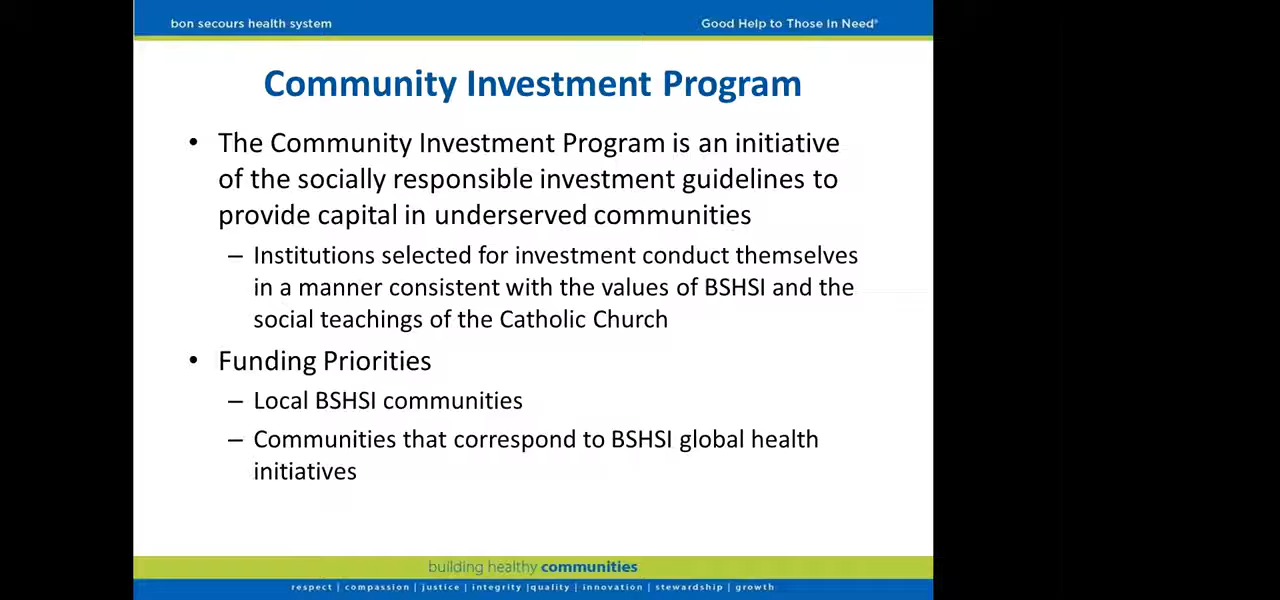 bon secours health system
Good Help to Those In Need®
Community Investment Program
• The Community Investment Program is an initiative
of the socially responsible investment guidelines to
provide capital in underserved communities
– Institutions selected for investment conduct themselves
in a manner consistent with the values of BSHSI and the
social teachings of the Catholic Church
• Funding Priorities
– Local BSHSI communities
– Communities that correspond to BSHSI global health
initiatives
building healthy communities
respect | compassion | justice | integrity |quality | innovation | stewardship | growth